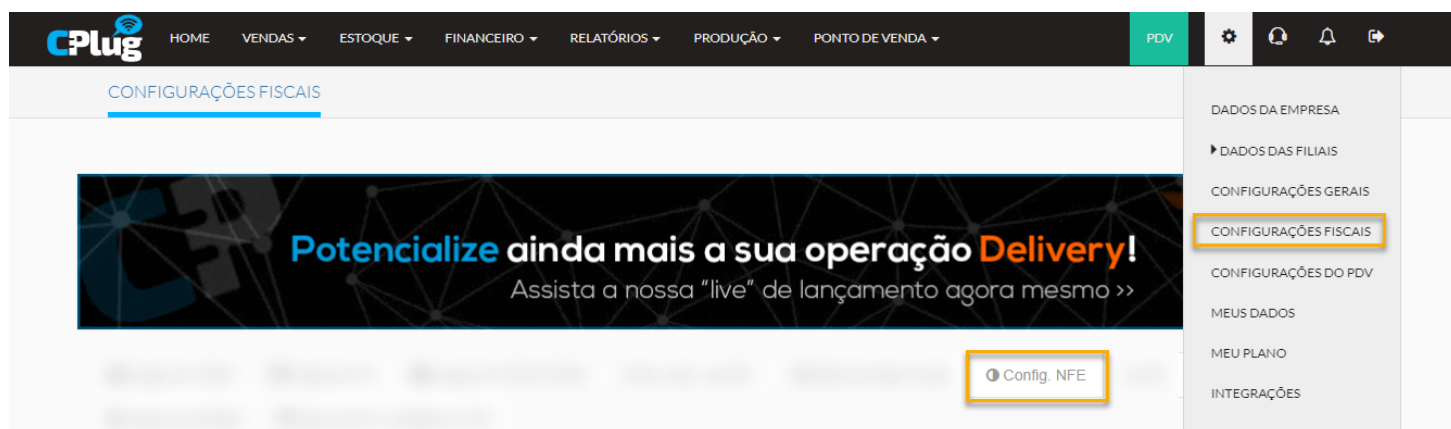 CPlug HOME VENDAS ESTOQUE FINANCEIRO RELATÓRIOS PRODUÇÃO PONTO DE VENDA PDV
CONFIGURAÇÕES FISCAIS
DADOS DA EMPRESA
DADOS DAS FILIAIS
CONFIGURAÇÕES GERAIS
CONFIGURAÇÕES FISCAIS
CONFIGURAÇÕES DO PDV
MEUS DADOS
MEU PLANO
INTEGRAÇÕES
Potencialize ainda mais a sua operação Delivery!
Assista a nossa "live" de lançamento agora mesmo >>
Config. NFE